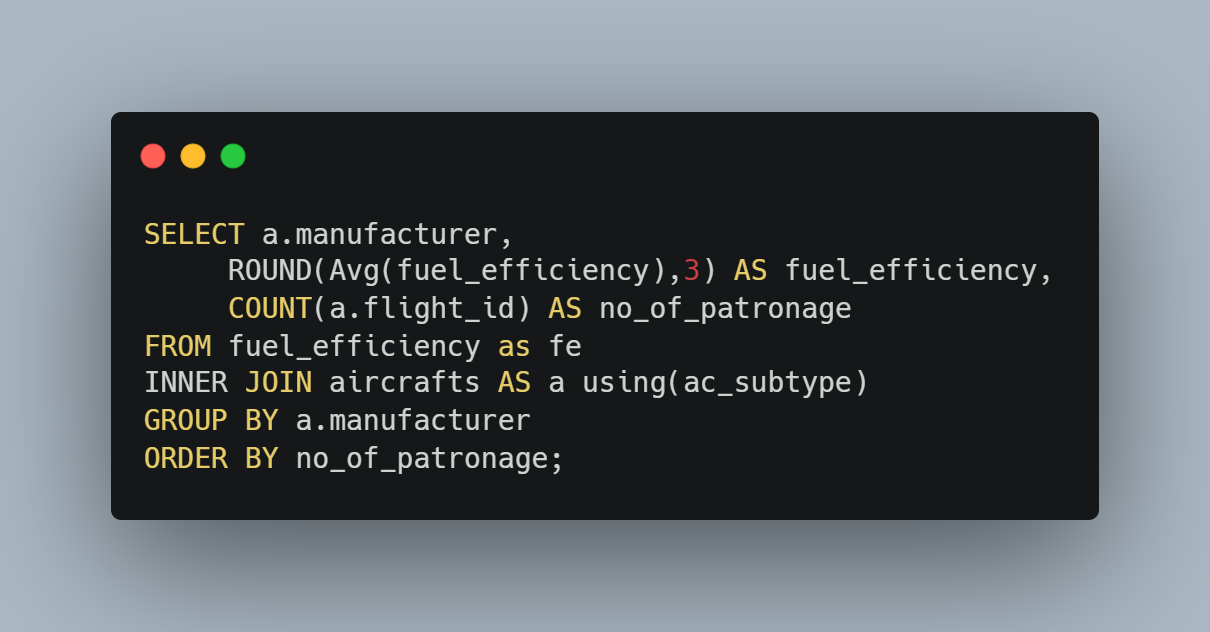 SELECT a.manufacturer,
     ROUND(Avg(fuel_efficiency),3) AS fuel_efficiency,
     COUNT(a.flight_id) AS no_of_patronage
FROM fuel_efficiency as fe
INNER JOIN aircrafts AS a using(ac_subtype)
GROUP BY a.manufacturer
ORDER BY no_of_patronage;